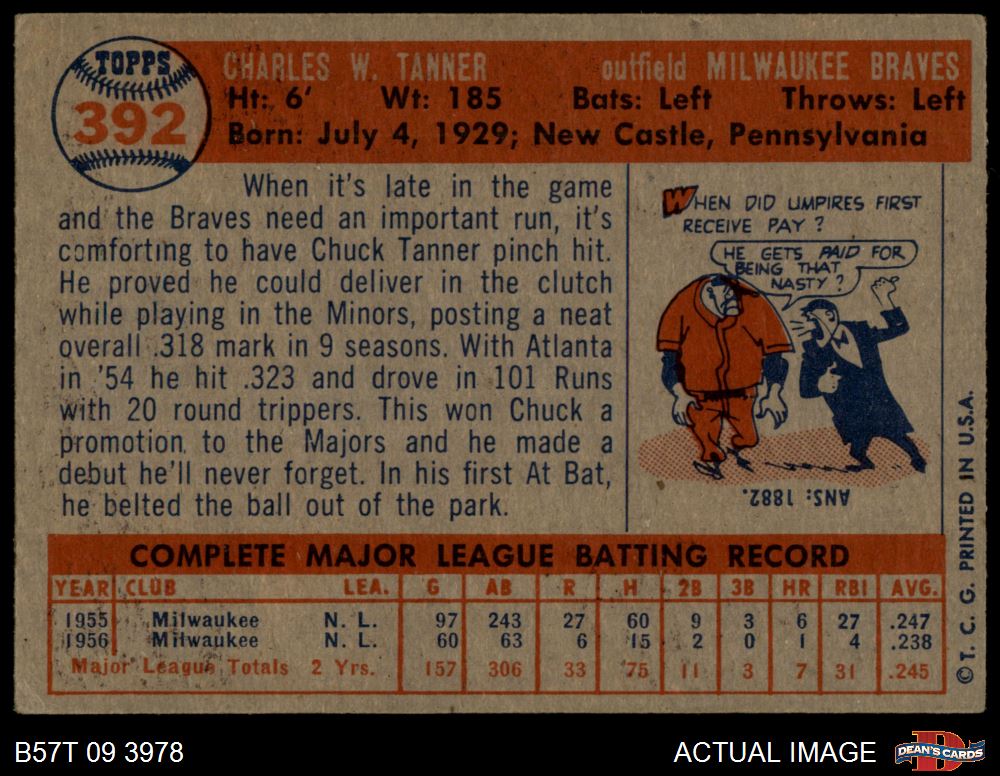 TOPPS
392
CHARLES W. TANNER outfield MILWAUKEE BRAVES
Ht: 6' Wt: 185 Bats: Left Throws: Left
Born: July 4, 1929; New Castle, Pennsylvania
When it's late in the game
and the Braves need an important run, it's
comforting to have Chuck Tanner pinch hit.
He proved he could deliver in the clutch
while playing in the Minors, posting a neat
overall .318 mark in 9 seasons. With Atlanta
in '54 he hit .323 and drove in 101 Runs
with 20 round trippers. This won Chuck a
promotion to the Majors and he made a
debut he'll never forget. In his first At Bat,
he belted the ball out of the park.
WHEN DID UMPIRES FIRST
RECEIVE PAY?
HE GETS PAID FOR
BEING THAT
NASTY?
ANS: 1882.
COMPLETE MAJOR LEAGUE BATTING RECORD
YEAR CLUB LEA. G AB R H 2B 3B HR RBI AVG.
1955 Milwaukee N. L. 97 243 27 60 9 3 6 27 .247
1956 Milwaukee N. L. 60 63 6 15 2 0 1 4 .238
Major League Totals 2 Yrs. 157 306 33 75 11 3 7 31 .245
© T. C. G. PRINTED IN U.S.A.
B57T 09 3978 ACTUAL IMAGE
D
DEAN'S CARDS